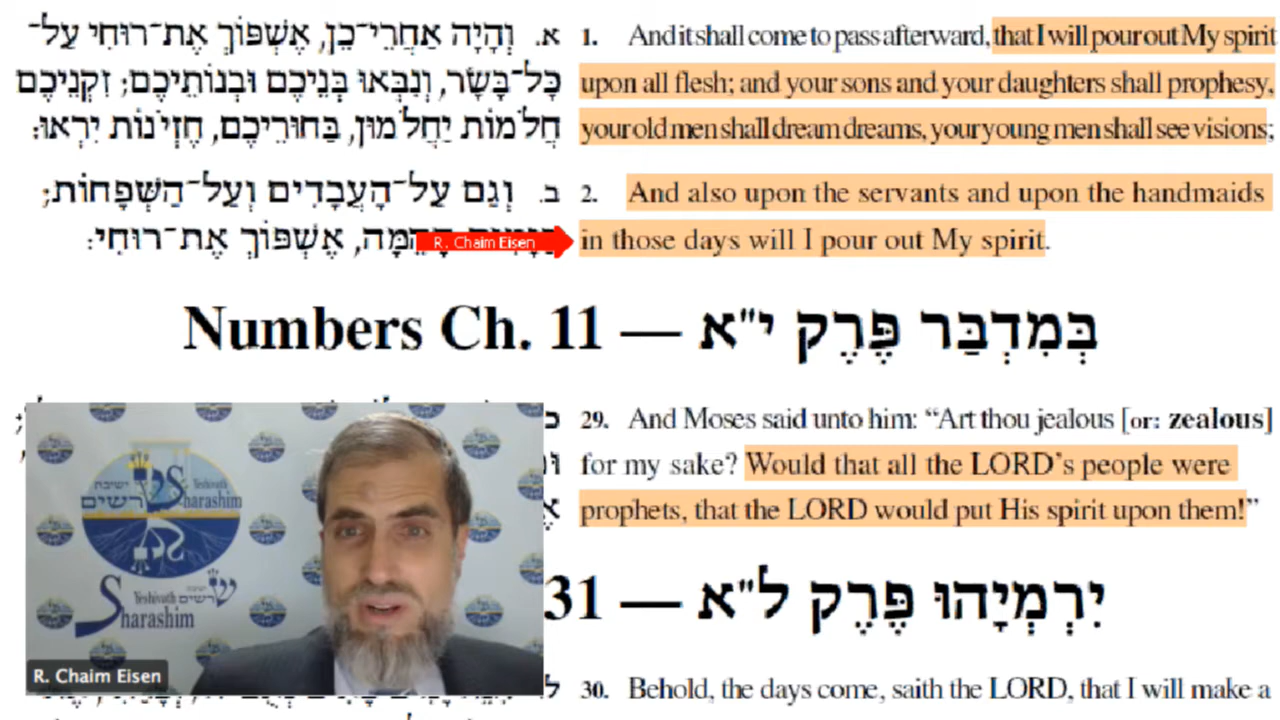 א. וְהָיָה אַחֲרֵי־כֵן, אֶשְׁפּוֹךְ אֶת־רוּחִי עַל־
כָּל־בָּשָׂר, וְנִבְּאוּ בְּנֵיכֶם וּבְנוֹתֵיכֶם; זִקְנֵיכֶם
חֲלֹמוֹת יַחֲלֹמוּן, בַּחוּרֵיכֶם, חֶזְיֹנוֹת יִרְאוּ:
1. And it shall come to pass afterward, that I will pour out My spirit
upon all flesh; and your sons and your daughters shall prophesy,
your old men shall dream dreams, your young men shall see visions;
ב. וְגַם עַל־הָעֲבָדִים וְעַל־הַשְּׁפָחוֹת;
הָהֵמָּה, אֶשְׁפּוֹךְ אֶת־רוּחִי:
R. Chaim Eisen
2. And also upon the servants and upon the handmaids
in those days will I pour out My spirit.
Numbers Ch. 11 — בְּמִדְבַּר פֶּרֶק י"א
29. And Moses said unto him: “Art thou jealous [or: zealous]
for my sake? Would that all the LORD’s people were
prophets, that the LORD would put His spirit upon them!”
31 — יִרְמְיָהוּ פֶּרֶק ל"א
30. Behold, the days come, saith the LORD, that I will make a
ישיבת שרשים
Yeshivath Sharashim
Yeshivath Sharashim
ישיבת שרשים
R. Chaim Eisen